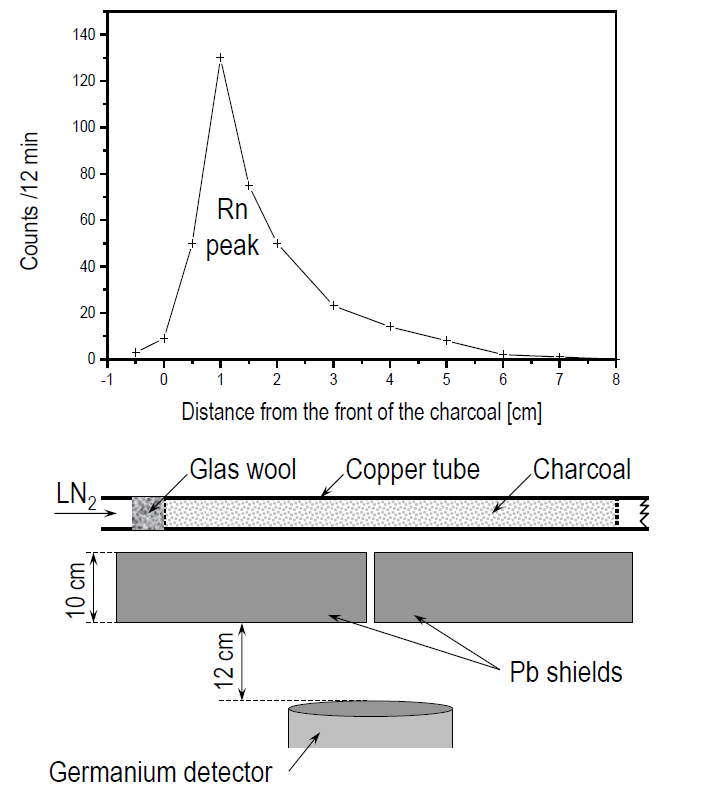 140
120
100
80
60
40
20
0
Counts /12 min
Rn
peak
-1 0 1 2 3 4 5 6 7 8
Distance from the front of the charcoal [cm]
Glas wool Copper tube Charcoal
LN2
10 cm
12 cm
Pb shields
Germanium detector